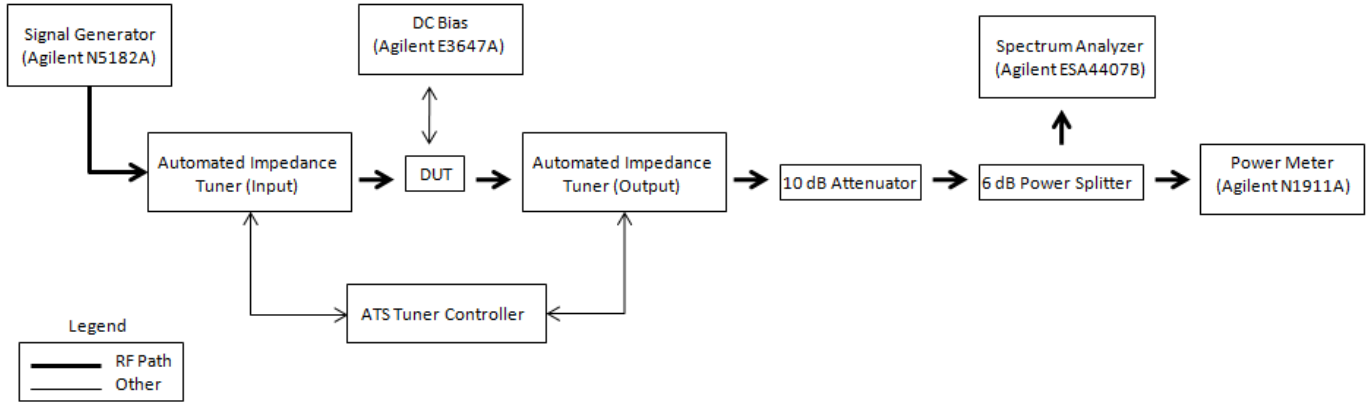 Signal Generator
(Agilent N5182A)
DC Bias
(Agilent E3647A)
Spectrum Analyzer
(Agilent ESA4407B)
Automated Impedance
Tuner (Input)
DUT
Automated Impedance
Tuner (Output)
10 dB Attenuator
6 dB Power Splitter
Power Meter
(Agilent N1911A)
ATS Tuner Controller
Legend
RF Path
Other